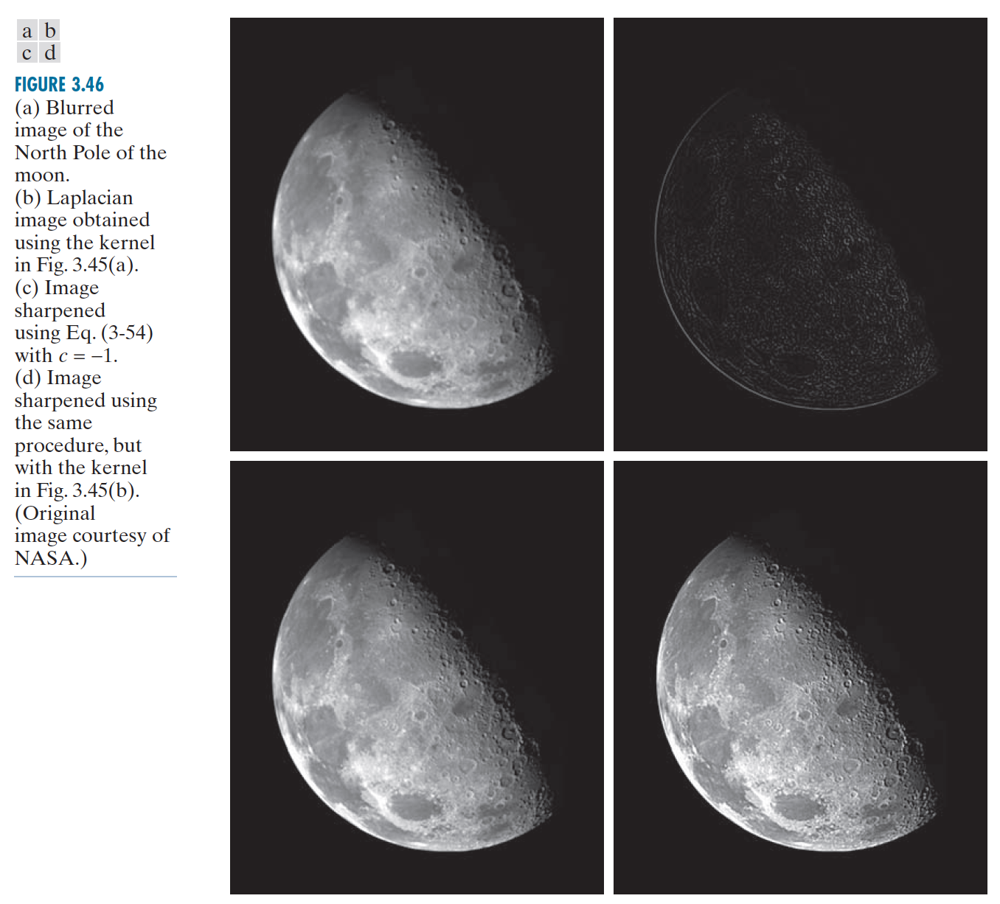 a b
c d
FIGURE 3.46
(a) Blurred
image of the
North Pole of the
moon.
(b) Laplacian
image obtained
using the kernel
in Fig. 3.45(a).
(c) Image
sharpened
using Eq. (3-54)
with c = −1.
(d) Image
sharpened using
the same
procedure, but
with the kernel
in Fig. 3.45(b).
(Original
image courtesy of
NASA.)